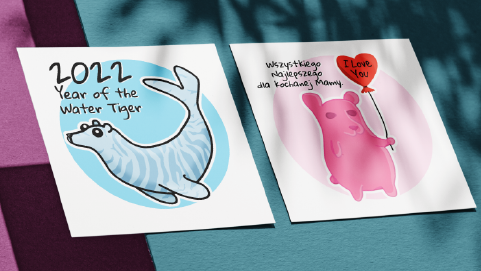 2022
Year of the
Water Tiger
Wszystkiego
Najlepszego
dla kochanej Mamy.
I Love
You